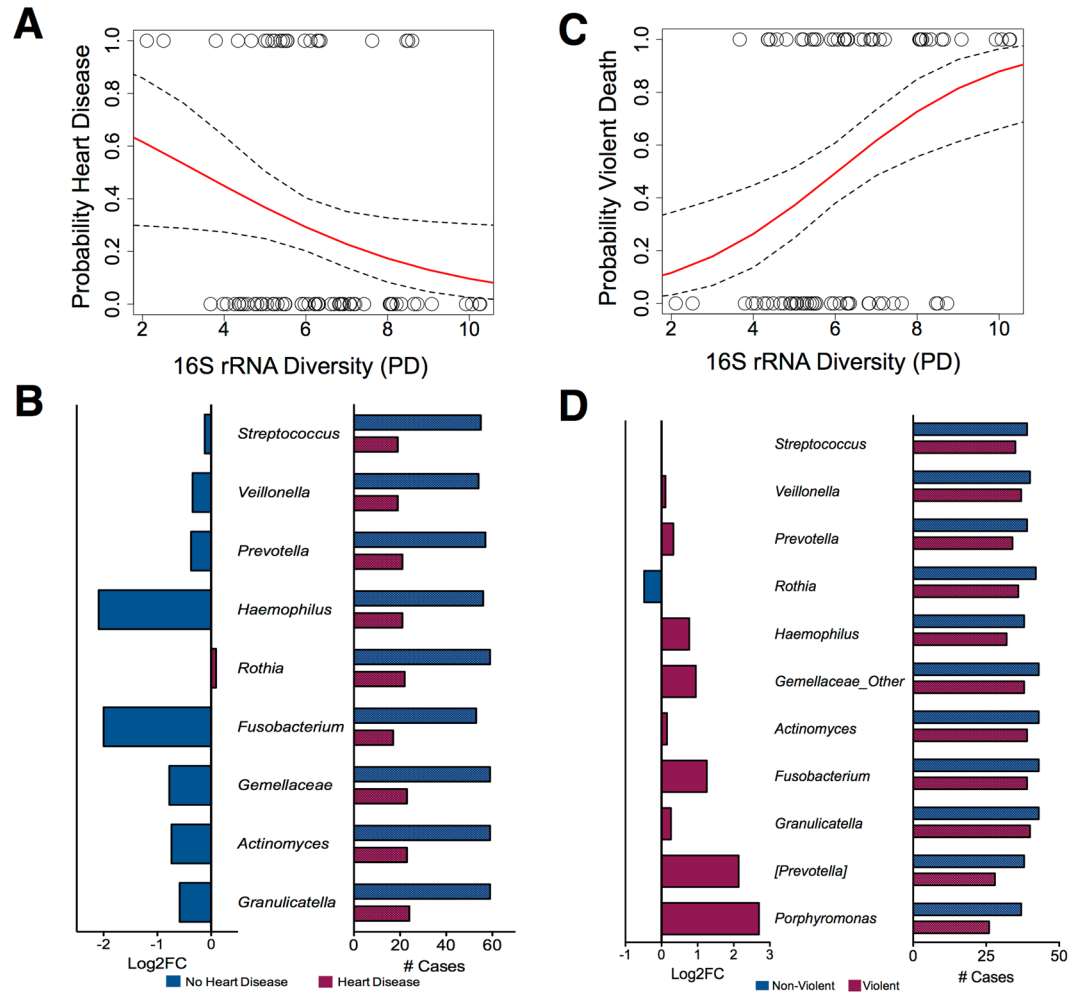 A
Probability Heart Disease
1.0
0.8
0.6
0.4
0.2
0.0
2 4 6 8 10
16S rRNA Diversity (PD)
C
Probability Violent Death
1.0
0.8
0.6
0.4
0.2
0.0
2 4 6 8 10
16S rRNA Diversity (PD)
B
Streptococcus
Veillonella
Prevotella
Haemophilus
Rothia
Fusobacterium
Gemellaceae
Actinomyces
Granulicatella
-2 -1 0
Log2FC
0 20 40 60
# Cases
No Heart Disease Heart Disease
D
Streptococcus
Veillonella
Prevotella
Rothia
Haemophilus
Gemellaceae_Other
Actinomyces
Fusobacterium
Granulicatella
[Prevotella]
Porphyromonas
-1 0 1 2 3
Log2FC
0 25 50
# Cases
Non-Violent Violent